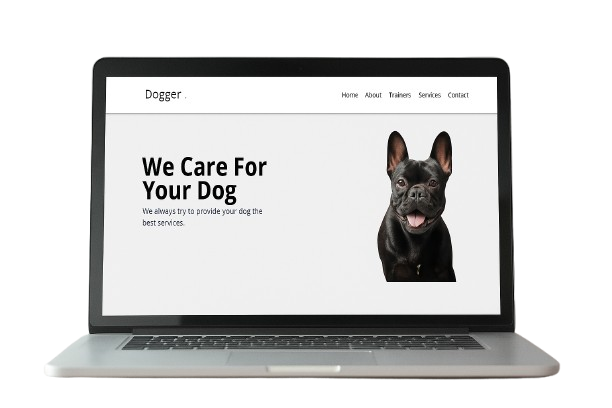 Dogger .
Home About Trainers Services Contact
We Care For
Your Dog
We always try to provide your dog the
best services.